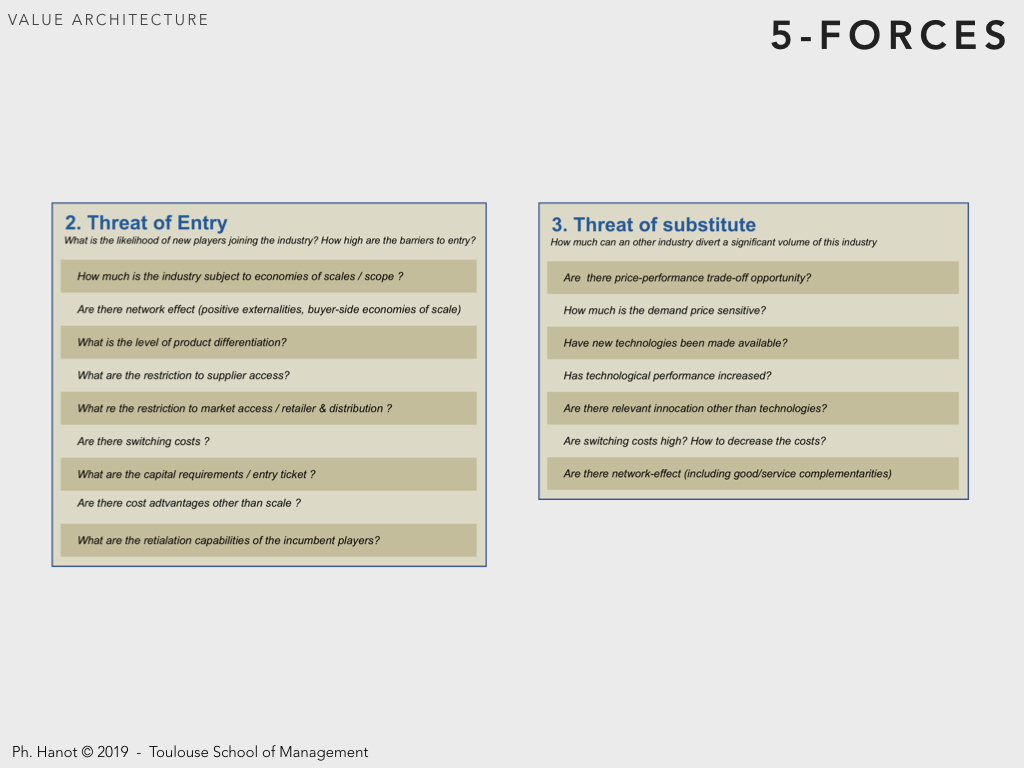 VALUE ARCHITECTURE
5-FORCES
2. Threat of Entry
What is the likelihood of new players joining the industry? How high are the barriers to entry?
How much is the industry subject to economies of scales / scope ?
Are there network effect (positive externalities, buyer-side economies of scale)
What is the level of product differentiation?
What are the restriction to supplier access?
What re the restriction to market access / retailer & distribution ?
Are there switching costs ?
What are the capital requirements / entry ticket ?
Are there cost adtvantages other than scale ?
What are the retialation capabilities of the incumbent players?
3. Threat of substitute
How much can an other industry divert a significant volume of this industry
Are  there price-performance trade-off opportunity?
How much is the demand price sensitive?
Have new technologies been made available?
Has technological performance increased?
Are there relevant innocation other than technologies?
Are switching costs high? How to decrease the costs?
Are there network-effect (including good/service complementarities)
Ph. Hanot © 2019  -  Toulouse School of Management